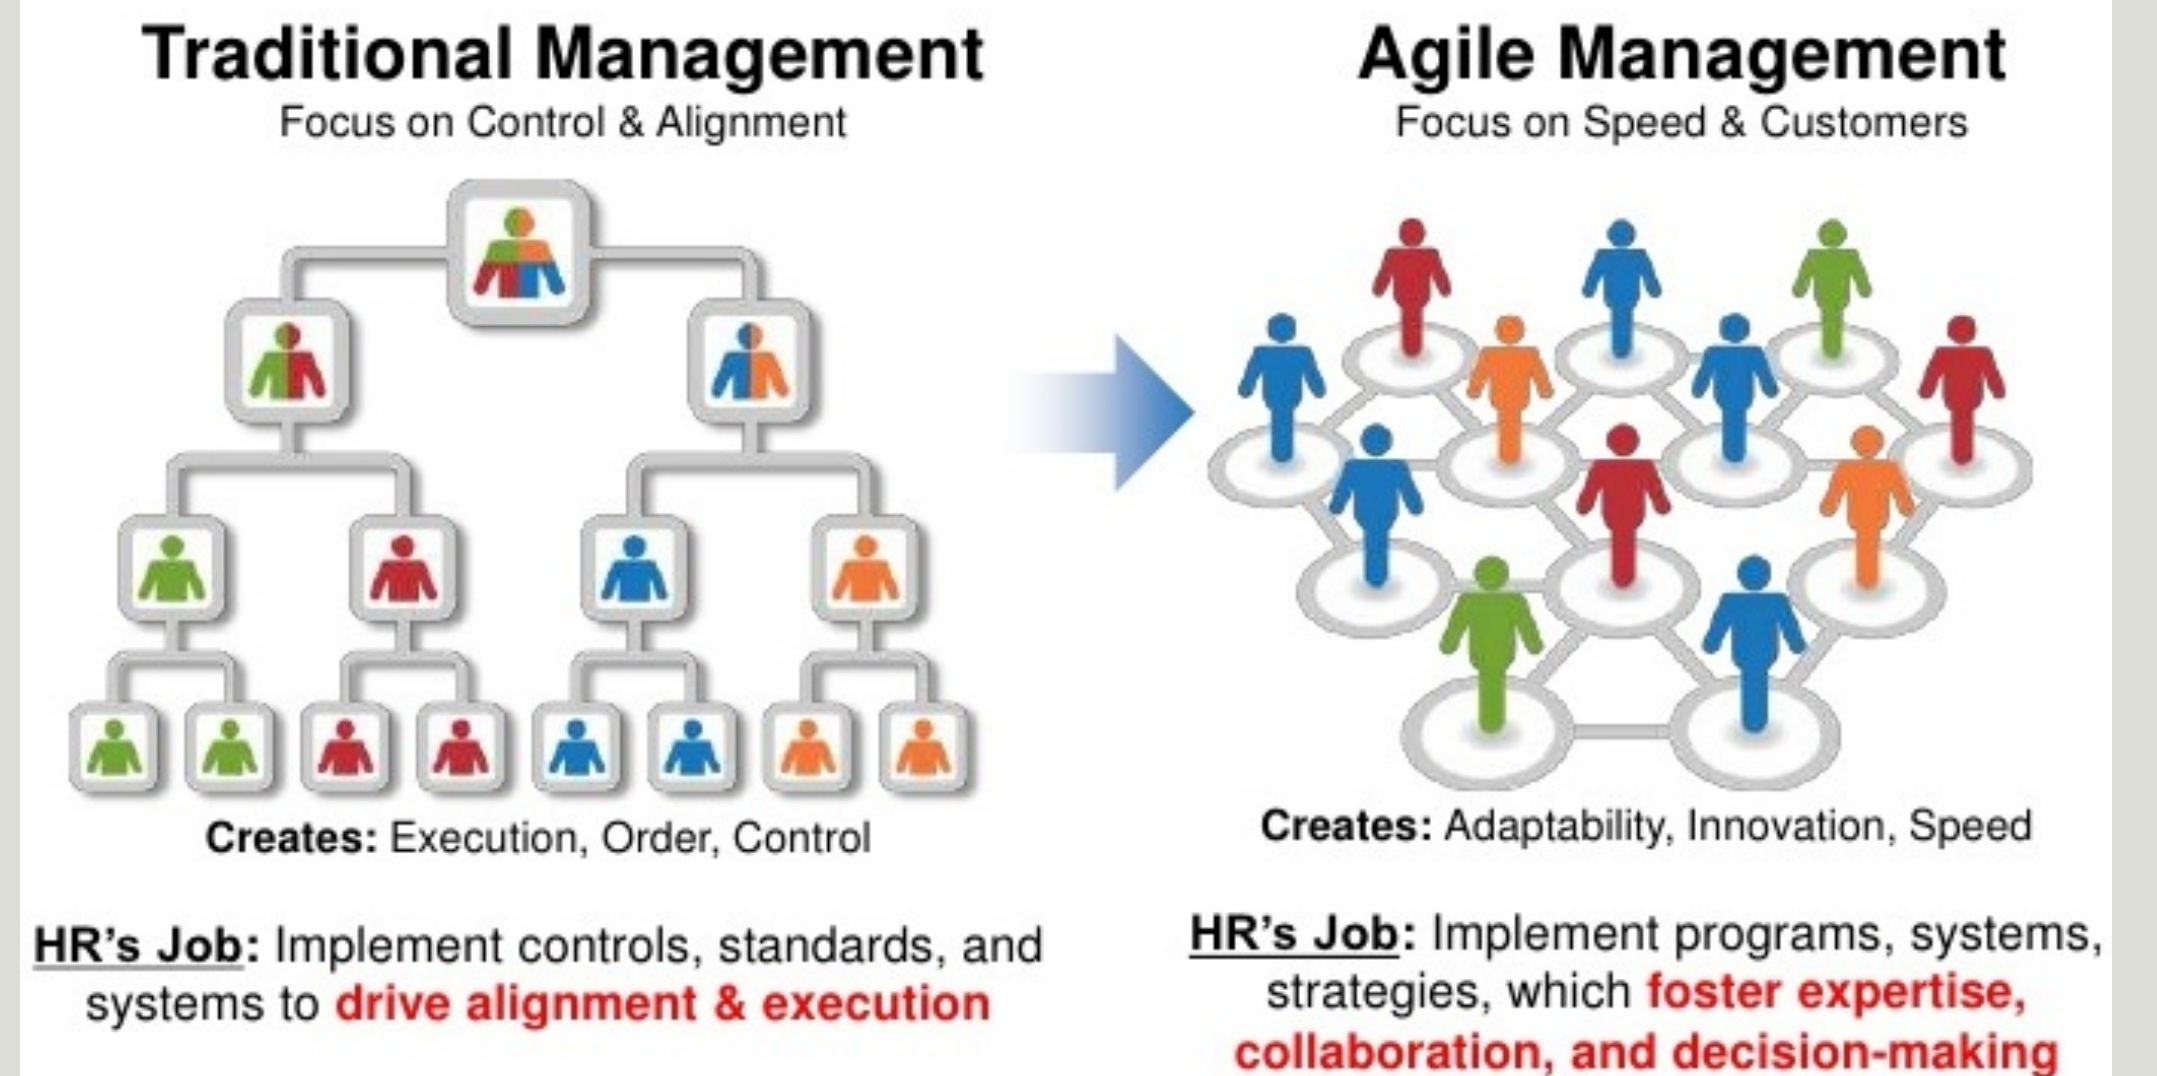 Traditional Management
Focus on Control & Alignment
Creates: Execution, Order, Control
HR's Job: Implement controls, standards, and
systems to drive alignment & execution
Agile Management
Focus on Speed & Customers
Creates: Adaptability, Innovation, Speed
HR's Job: Implement programs, systems,
strategies, which foster expertise,
collaboration, and decision-making